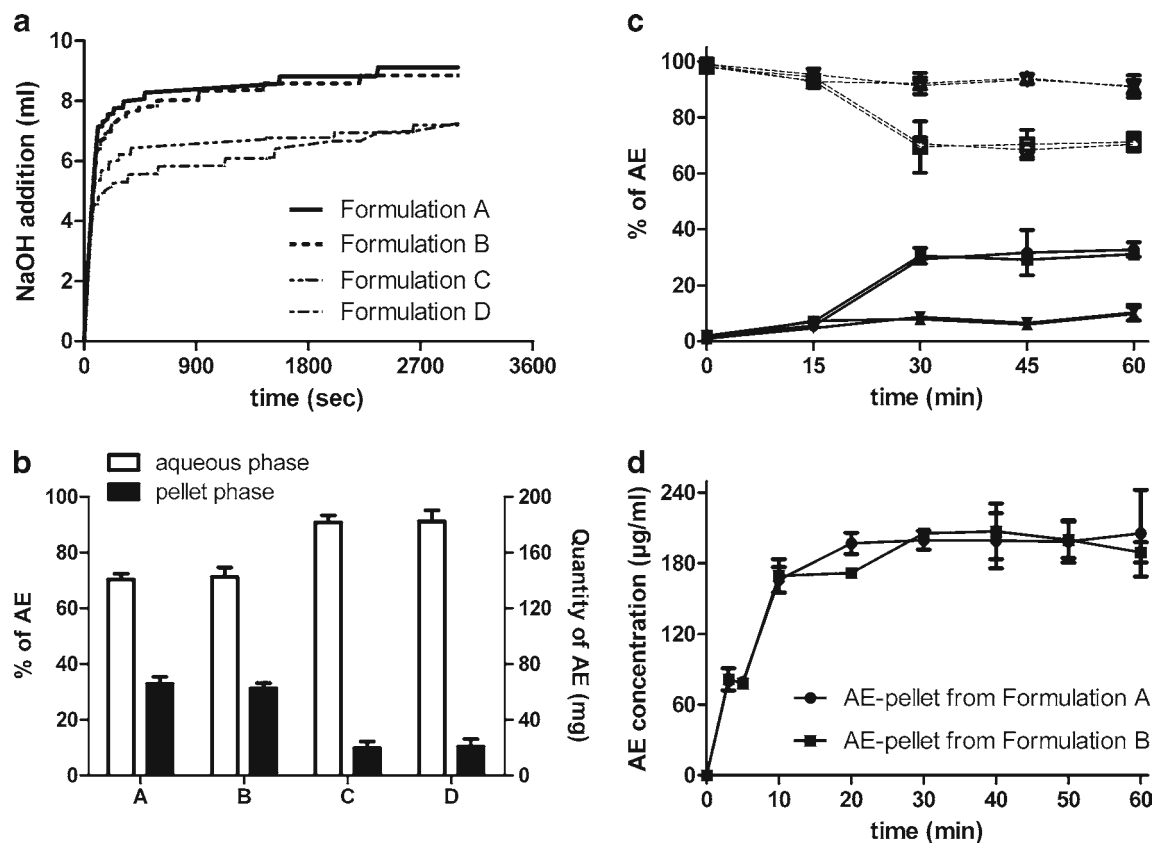 a
10
8
6
4
2
0
NaOH addition (ml)
Formulation A
Formulation B
Formulation C
Formulation D
0 900 1800 2700 3600
time (sec)
c
100
80
60
40
20
0
% of AE
0 15 30 45 60
time (min)
b
aqueous phase
pellet phase
100
80
60
40
20
0
% of AE
200
160
120
80
40
0
Quantity of AE (mg)
A B C D
d
240
180
120
60
0
AE concentration (µg/ml)
AE-pellet from Formulation A
AE-pellet from Formulation B
0 10 20 30 40 50 60
time (min)